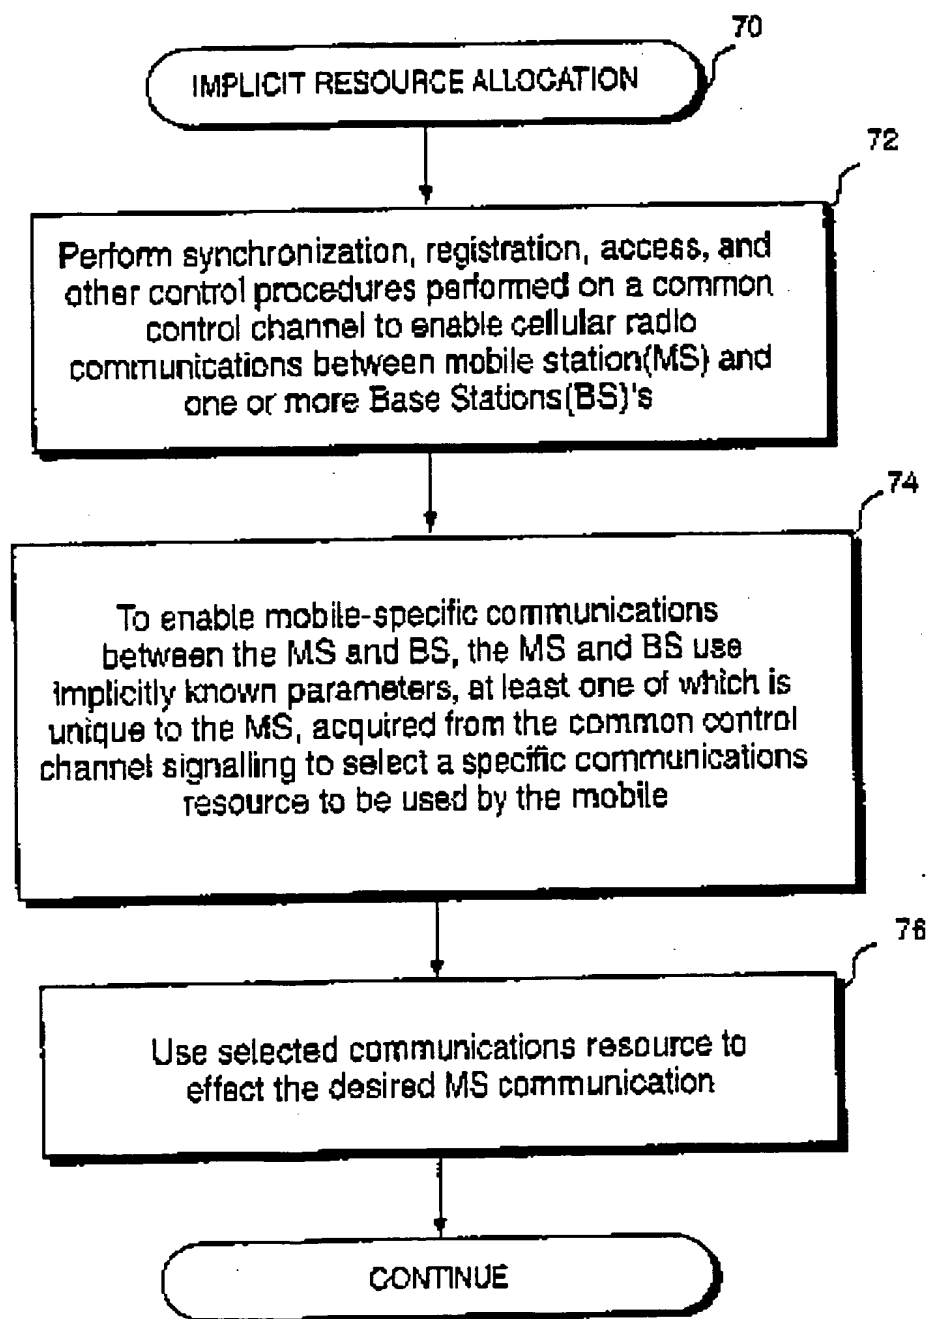 70
IMPLICIT RESOURCE ALLOCATION
72
Perform synchronization, registration, access, and
other control procedures performed on a common
control channel to enable cellular radio
communications between mobile station(MS) and
one or more Base Stations(BS)'s
74
To enable mobile-specific communications
between the MS and BS, the MS and BS use
implicitly known parameters, at least one of which is
unique to the MS, acquired from the common control
channel signalling to select a specific communications
resource to be used by the mobile
76
Use selected communications resource to
effect the desired MS communication
CONTINUE